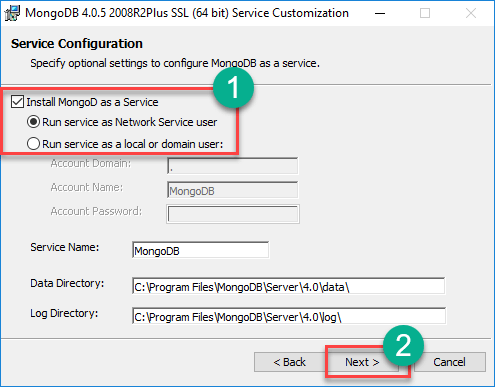 MongoDB 4.0.5 2008R2Plus SSL (64 bit) Service Customization
Service Configuration
Specify optional settings to configure MongoDB as a service.
1
Install MongoD as a Service
Run service as Network Service user
Run service as a local or domain user:
Account Domain: .
Account Name: MongoDB
Account Password:
Service Name: MongoDB
Data Directory: C:\Program Files\MongoDB\Server\4.0\data\
Log Directory: C:\Program Files\MongoDB\Server\4.0\log\
2
< Back Next > Cancel